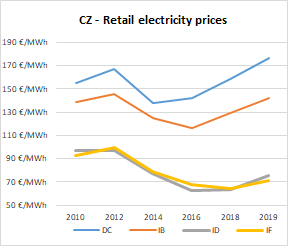 CZ - Retail electricity prices
190 €/MWh
170 €/MWh
150 €/MWh
130 €/MWh
110 €/MWh
90 €/MWh
70 €/MWh
50 €/MWh
2010 2012 2014 2016 2018 2019
DC IB ID IF